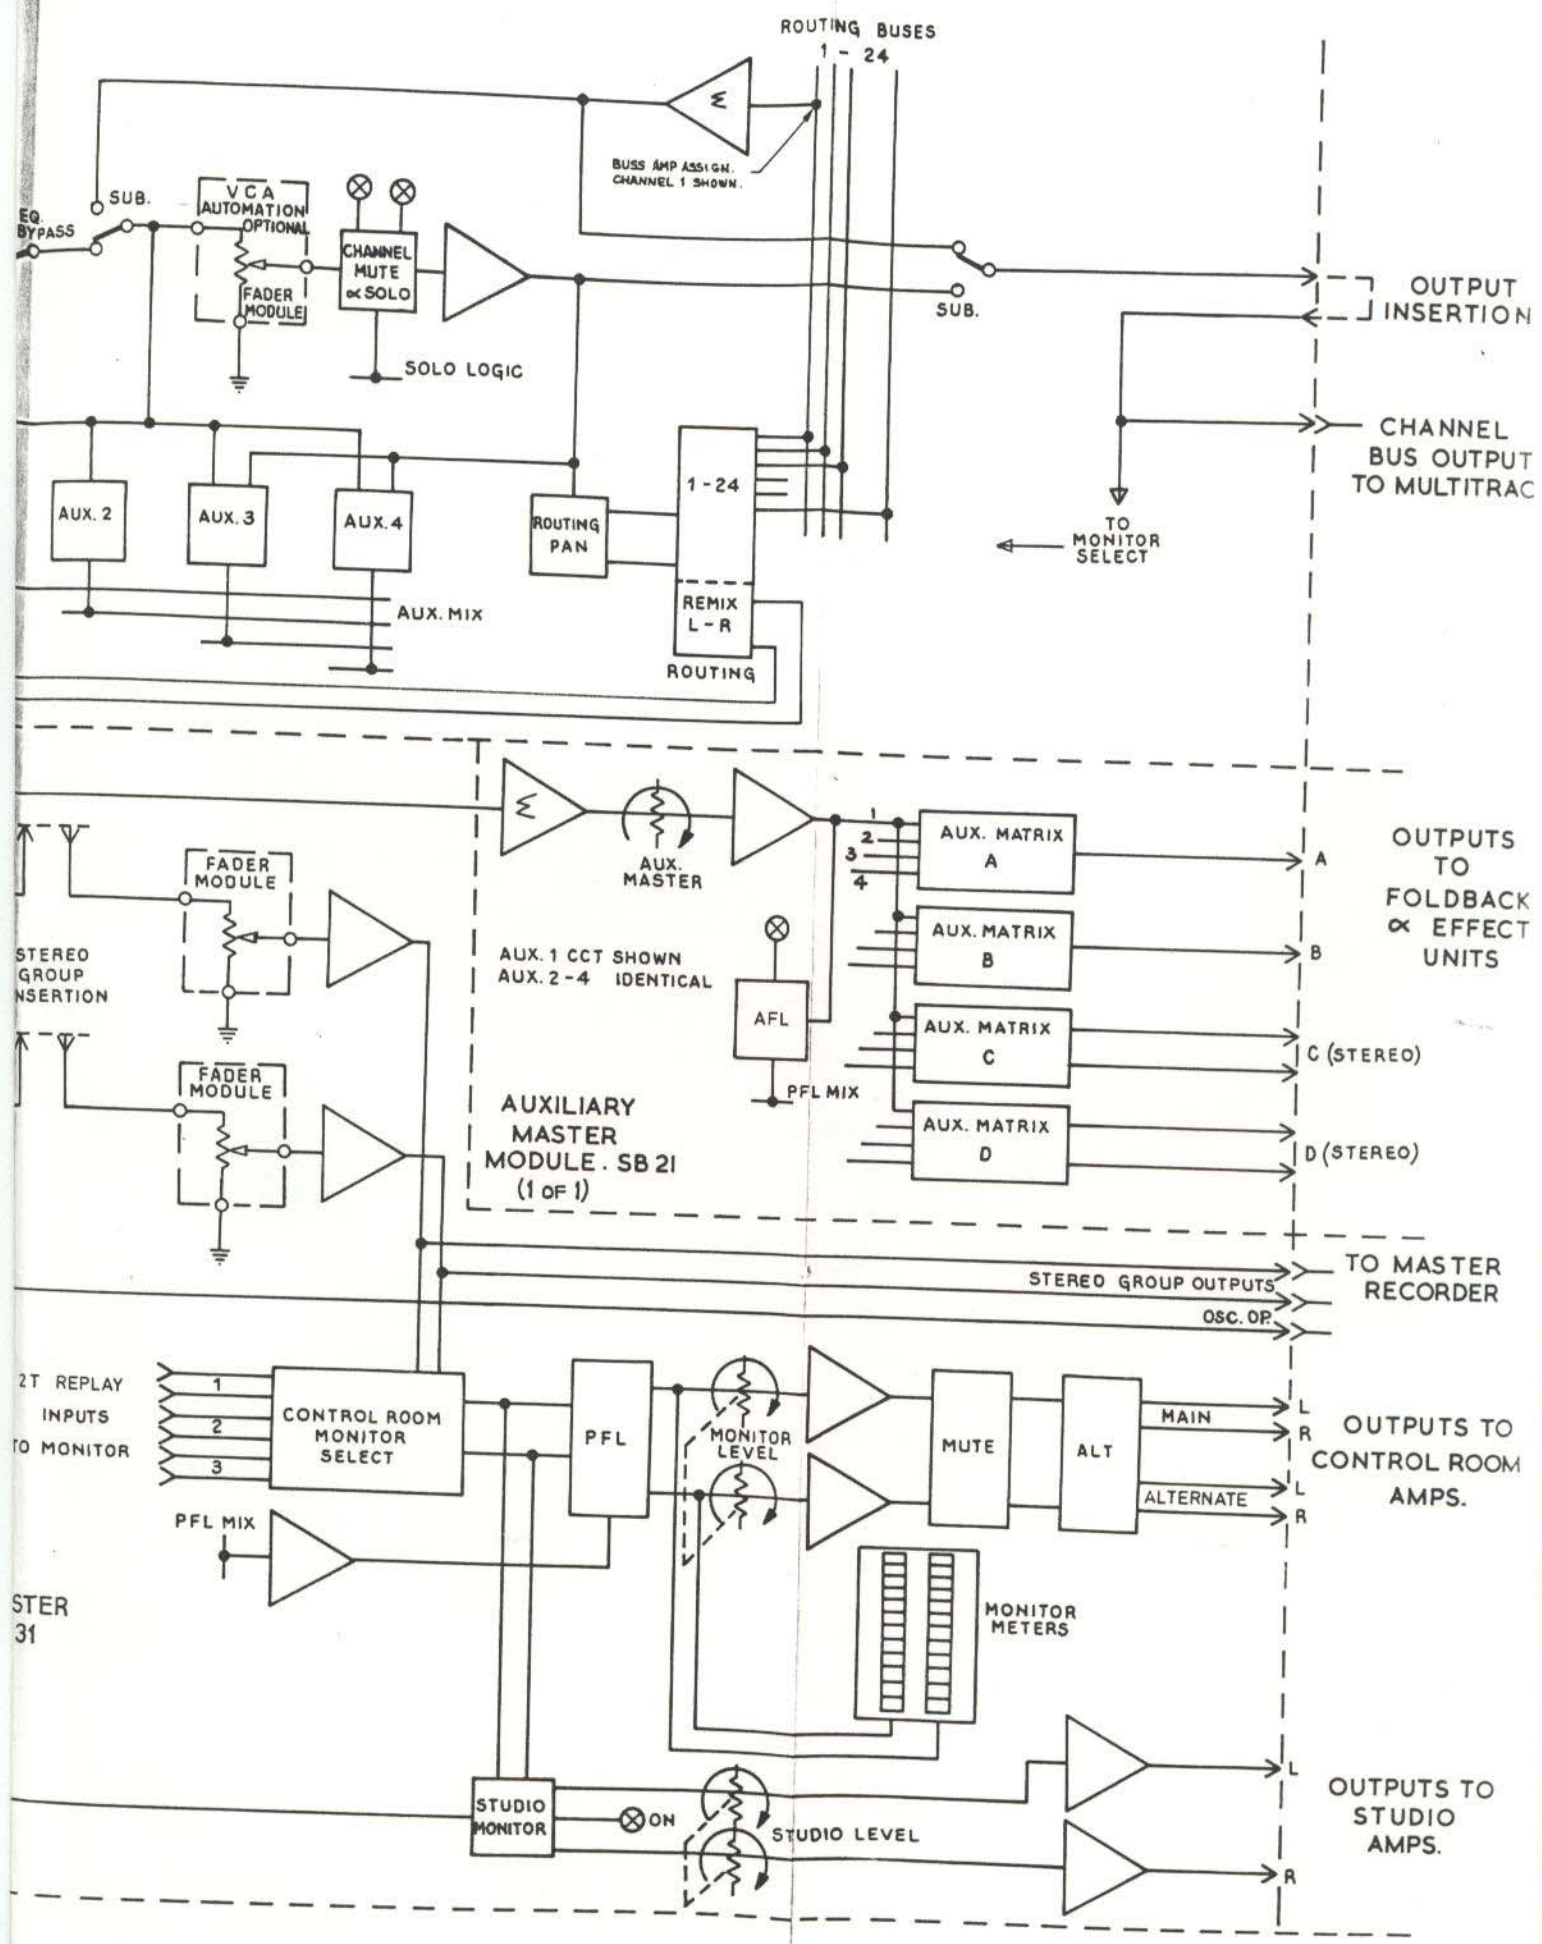 ROUTING BUSES
1 - 24
Σ
BUSS AMP ASSIGN.
CHANNEL 1 SHOWN.
SUB.
EQ.
BYPASS
VCA
AUTOMATION
OPTIONAL
FADER
MODULE
CHANNEL
MUTE
∝ SOLO
SOLO LOGIC
SUB.
OUTPUT
INSERTION
CHANNEL
BUS OUTPUT
TO MULTITRAC
TO
MONITOR
SELECT
AUX. 2
AUX. 3
AUX. 4
ROUTING
PAN
1-24
REMIX
L-R
ROUTING
AUX. MIX
Σ
AUX.
MASTER
1
2
3
4
AUX. MATRIX
A
A
AUX. MATRIX
B
B
AUX. MATRIX
C
C (STEREO)
AUX. MATRIX
D
D (STEREO)
OUTPUTS
TO
FOLDBACK
∝ EFFECT
UNITS
FADER
MODULE
STEREO
GROUP
NSERTION
FADER
MODULE
AUX. 1 CCT SHOWN
AUX. 2-4 IDENTICAL
AFL
PFL MIX
AUXILIARY
MASTER
MODULE. SB 21
(1 OF 1)
STEREO GROUP OUTPUTS
OSC. OP.
TO MASTER
RECORDER
2T REPLAY
INPUTS
TO MONITOR
1
2
3
CONTROL ROOM
MONITOR
SELECT
PFL
MONITOR
LEVEL
MUTE
ALT
MAIN
L
R
ALTERNATE
L
R
OUTPUTS TO
CONTROL ROOM
AMPS.
PFL MIX
STER
31
MONITOR
METERS
STUDIO
MONITOR
ON
STUDIO LEVEL
L
R
OUTPUTS TO
STUDIO
AMPS.